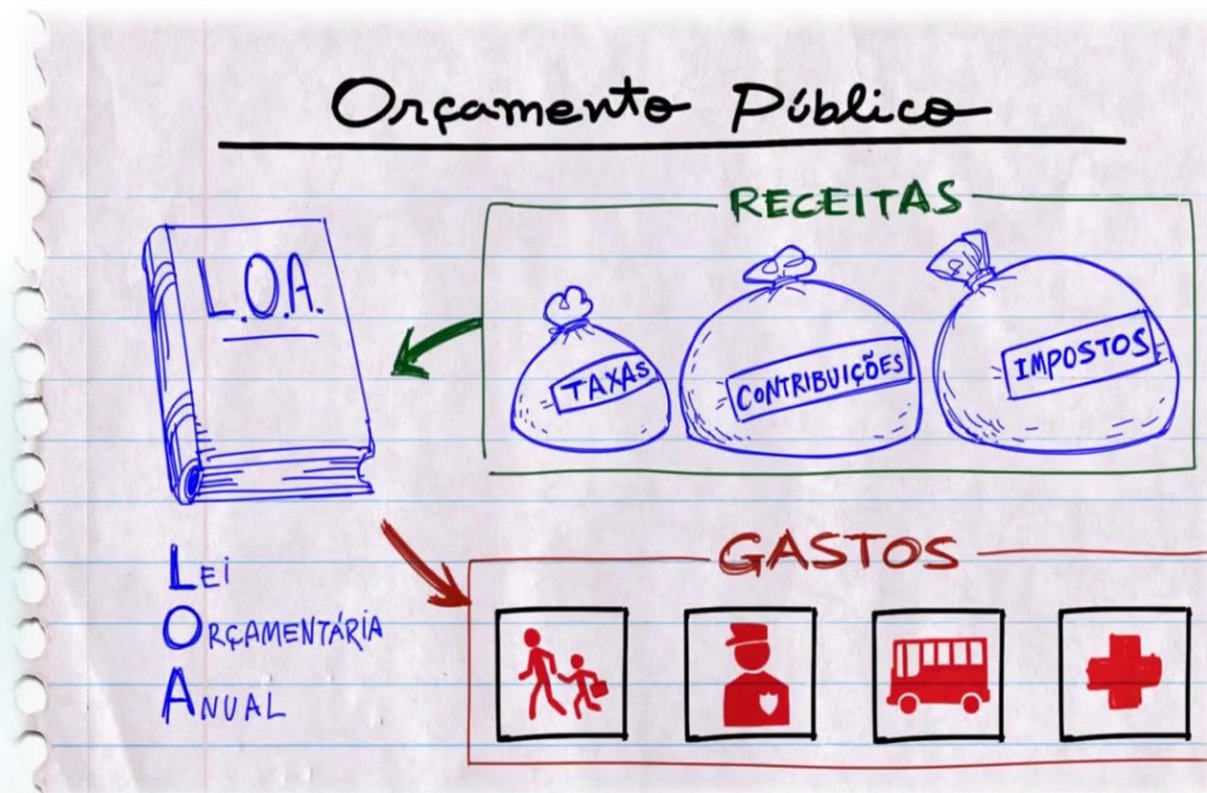 Orçamento Público
RECEITAS
L.O.A.
TAXAS
CONTRIBUIÇÕES
IMPOSTOS
GASTOS
LEI
ORÇAMENTÁRIA
ANUAL